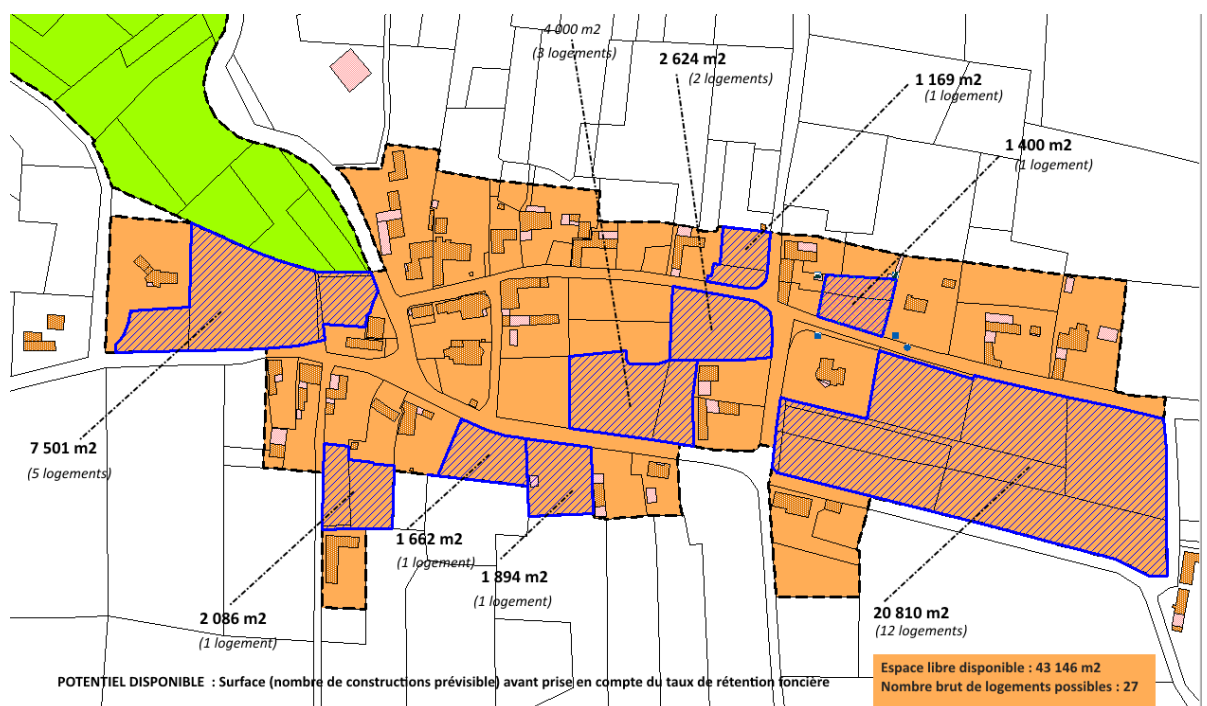 4 000 m2
(3 logements)
2 624 m2
(2 logements)
1 169 m2
(1 logement)
1 400 m2
(1 logement)
7 501 m2
(5 logements)
1 662 m2
(1 logement)
1 894 m2
(1 logement)
2 086 m2
(1 logement)
20 810 m2
(12 logements)
POTENTIEL DISPONIBLE : Surface (nombre de constructions prévisible) avant prise en compte du taux de rétention foncière
Espace libre disponible : 43 146 m2
Nombre brut de logements possibles : 27